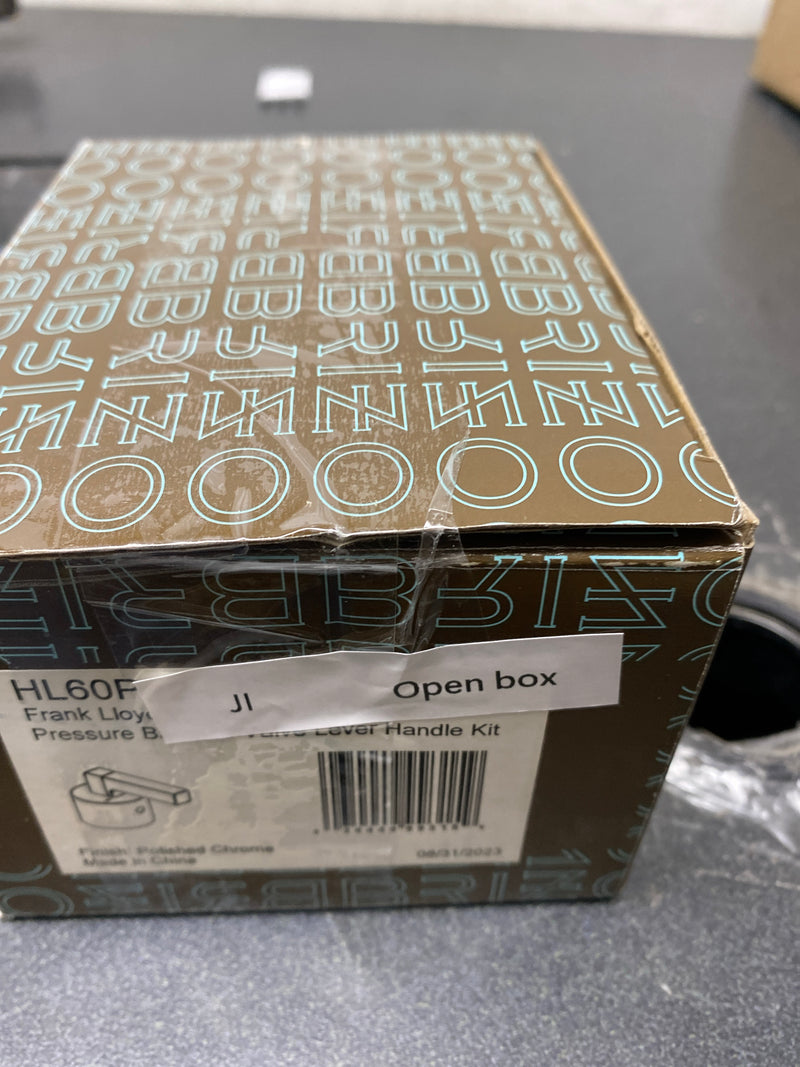 BRIZO
HL60P
JI Open box
Frank Lloy
Pressure B Valve Lever Handle Kit
Finish: Polished Chrome
08/31/2023
Made in China